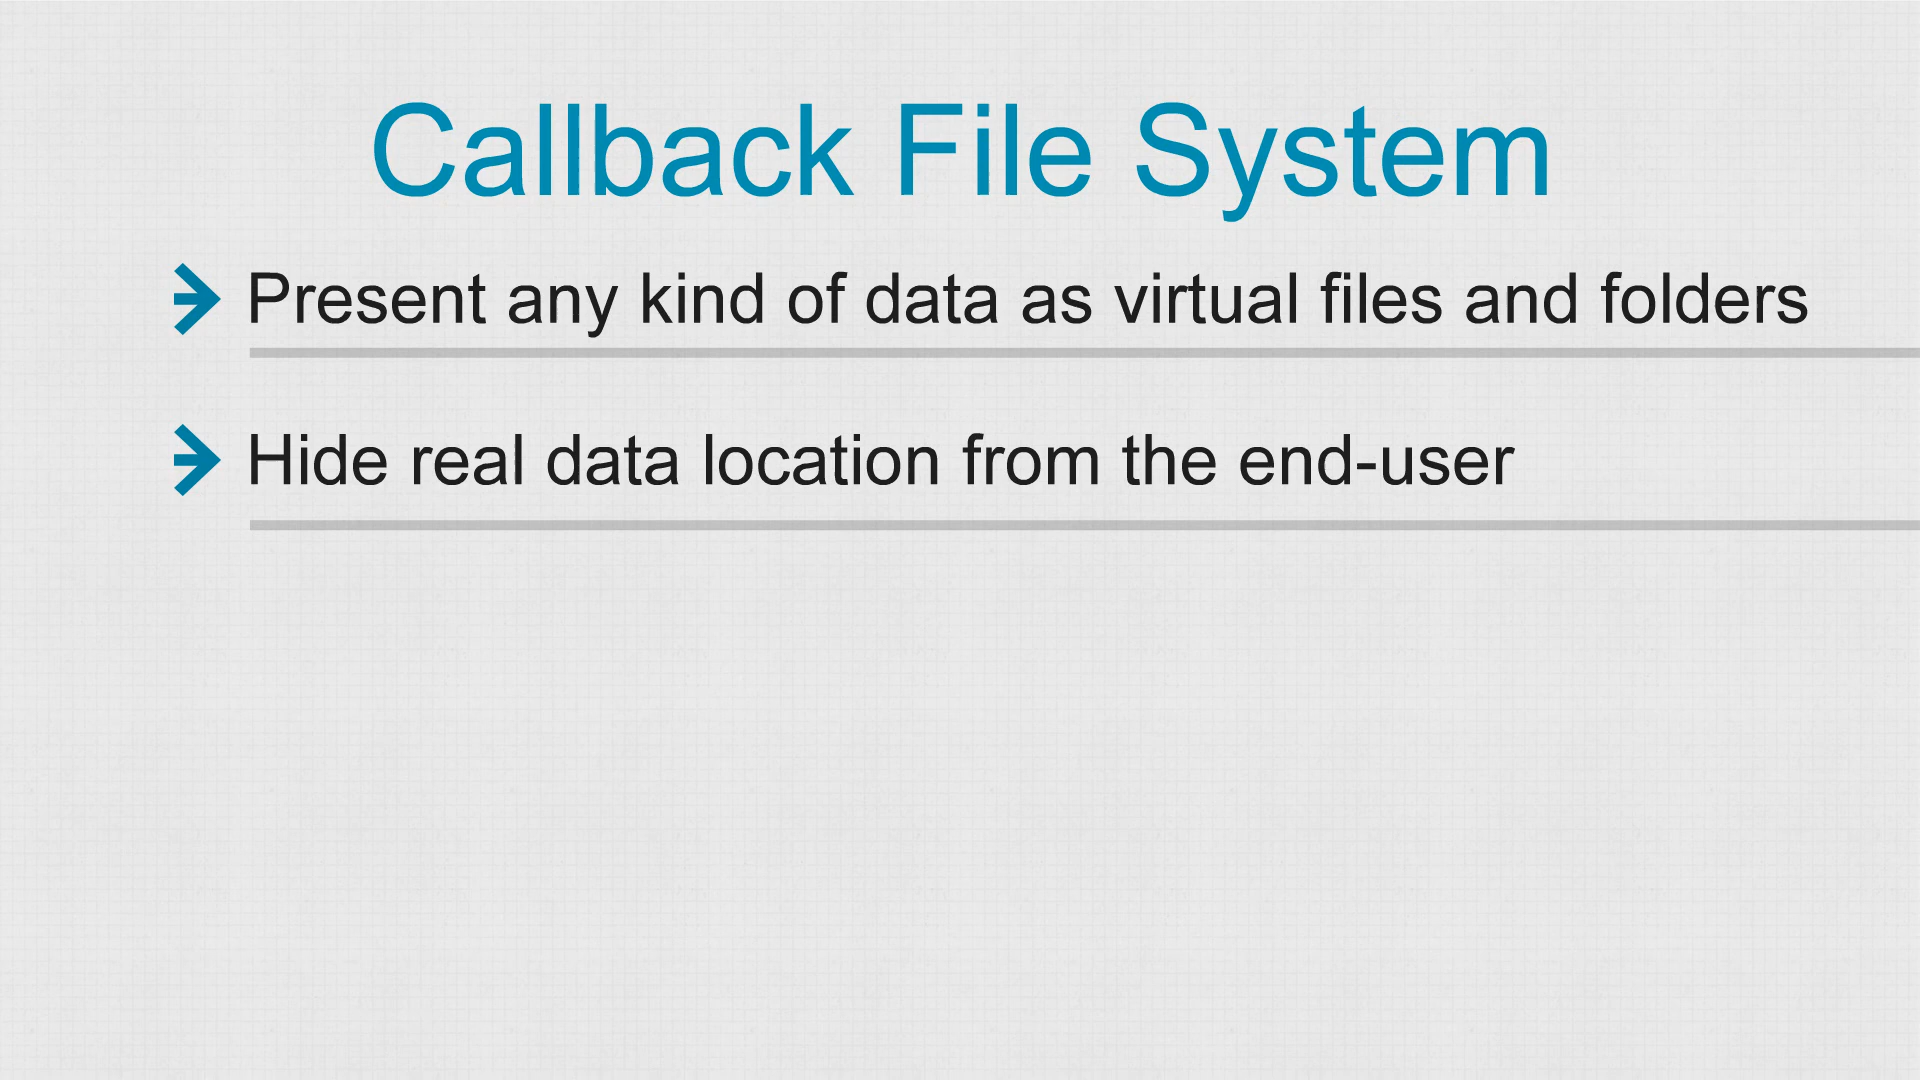 Callback File System
Present any kind of data as virtual files and folders
Hide real data location from the end-user